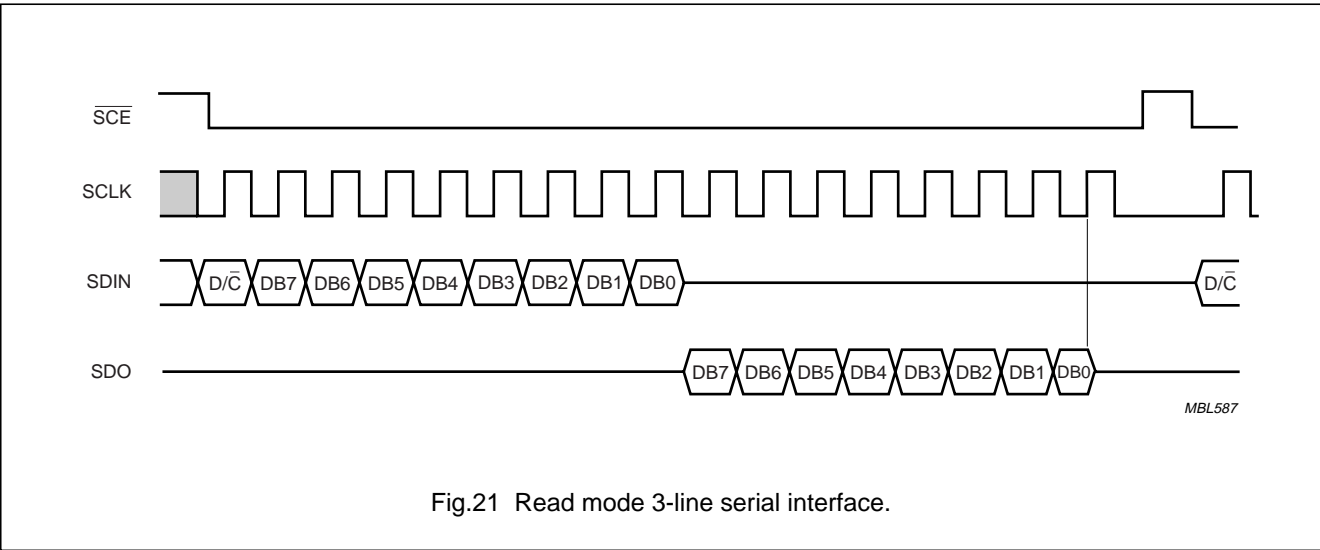 S̅C̅E̅
SCLK
SDIN D/C̅ DB7 DB6 DB5 DB4 DB3 DB2 DB1 DB0 D/C̅
SDO DB7 DB6 DB5 DB4 DB3 DB2 DB1 DB0
MBL587
Fig.21 Read mode 3-line serial interface.